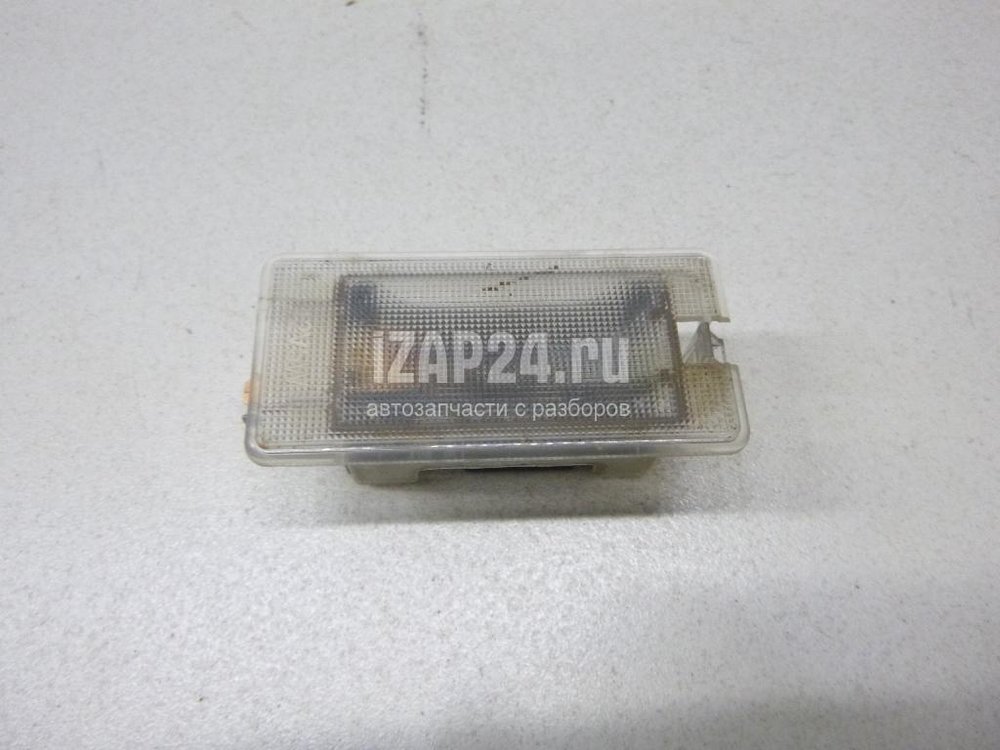 iZAP24.ru
автозапчасти с разборов